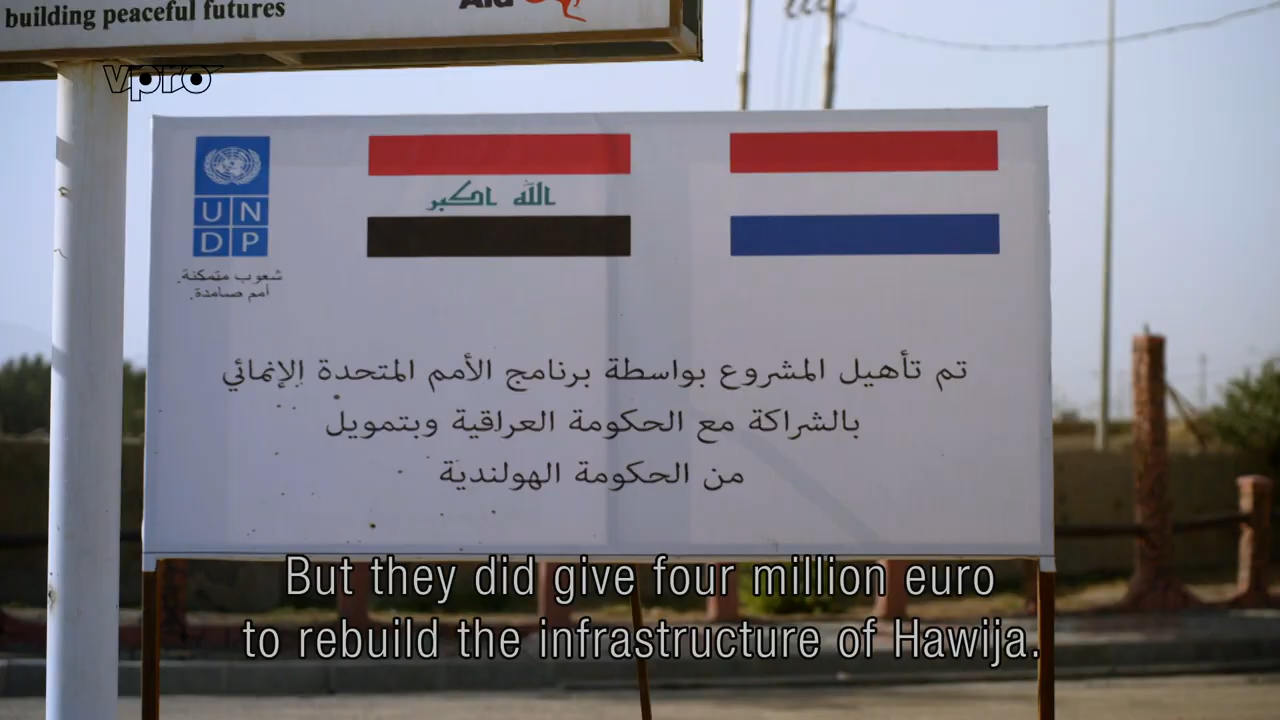 building peaceful futures
Aid
vpro
UN
DP
شعوب متمكنة.
أمم صامدة.
الله اكبر
تم تأهيل المشروع بواسطة برنامج الأمم المتحدة الإنمائي
بالشراكة مع الحكومة العراقية وبتمويل
من الحكومة الهولندية
But they did give four million euro
to rebuild the infrastructure of Hawija.